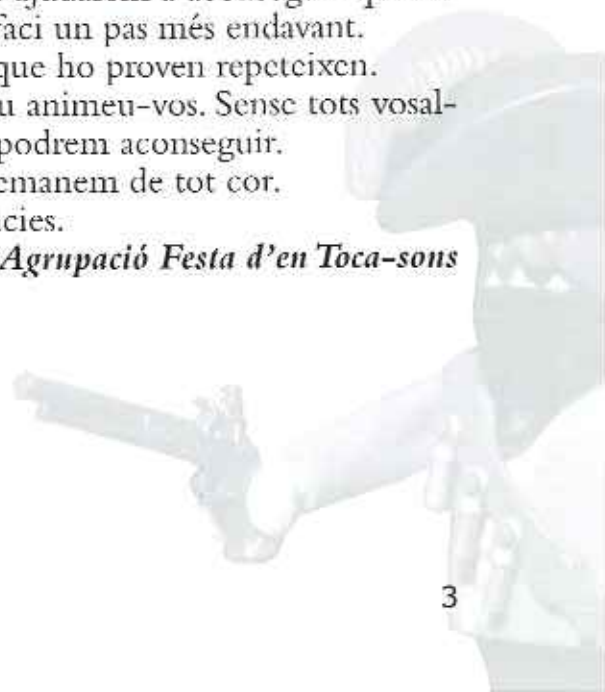 a aconseguir
faci un pas més endavant.
que ho proven repeteixen.
u animeu-vos. Sense tots vosal-
podrem aconseguir.
emanem de tot cor.
cies.
Agrupació Festa d'en Toca-sons
3